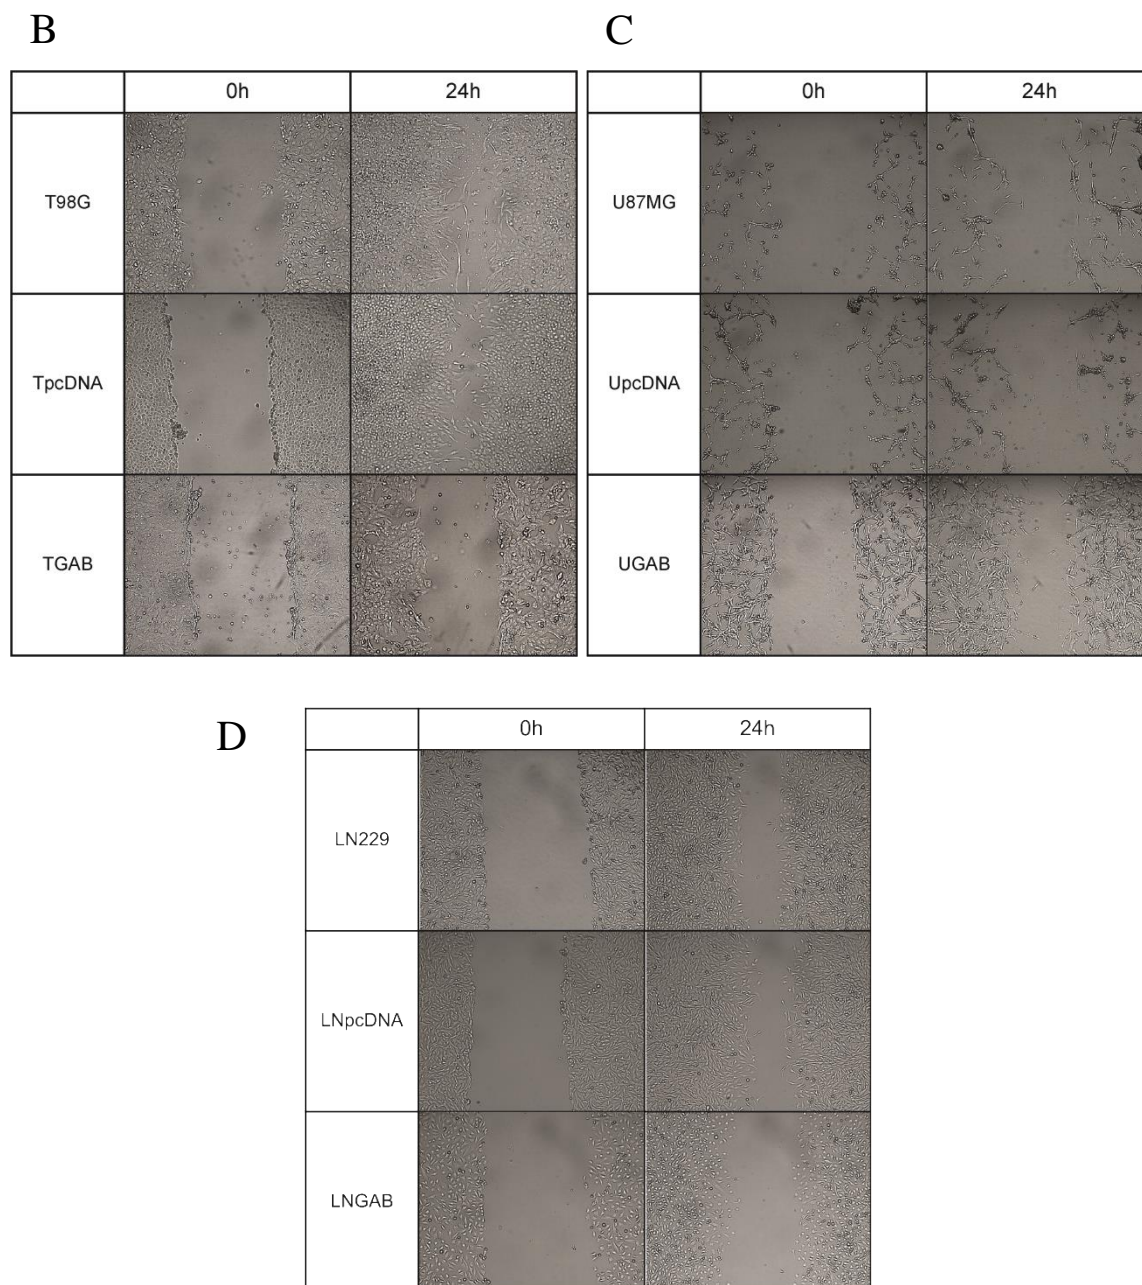 B
0h 24h
T98G
TpcDNA
TGAB
C
0h 24h
U87MG
UpcDNA
UGAB
D
0h 24h
LN229
LNpcDNA
LNGAB